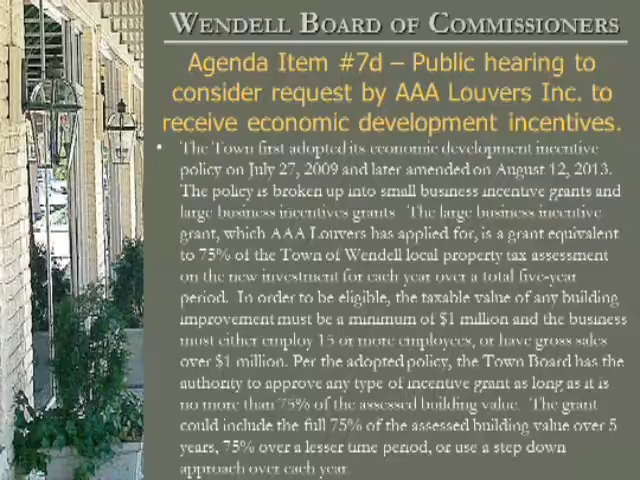 WENDELL BOARD OF COMMISSIONERS
Agenda Item #7d – Public hearing to
consider request by AAA Louvers Inc. to
receive economic development incentives.
• The Town first adopted its economic development incentive
policy on July 27, 2009 and later amended on August 12, 2013.
The policy is broken up into small business incentive grants and
large business incentives grants The large business incentive
grant, which AAA Louvers has applied for, is a grant equivalent
to 75% of the Town of Wendell local property tax assessment
on the new investment for each year over a total five-year
period. In order to be eligible, the taxable value of any building
improvement must be a minimum of $1 million and the business
must either employ 15 or more employees, or have gross sales
over $1 million. Per the adopted policy, the Town Board has the
authority to approve any type of incentive grant as long as it is
no more than 75% of the assessed building value. The grant
could include the full 75% of the assessed building value over 5
years, 75% over a lesser time period, or use a step down
approach over each year.